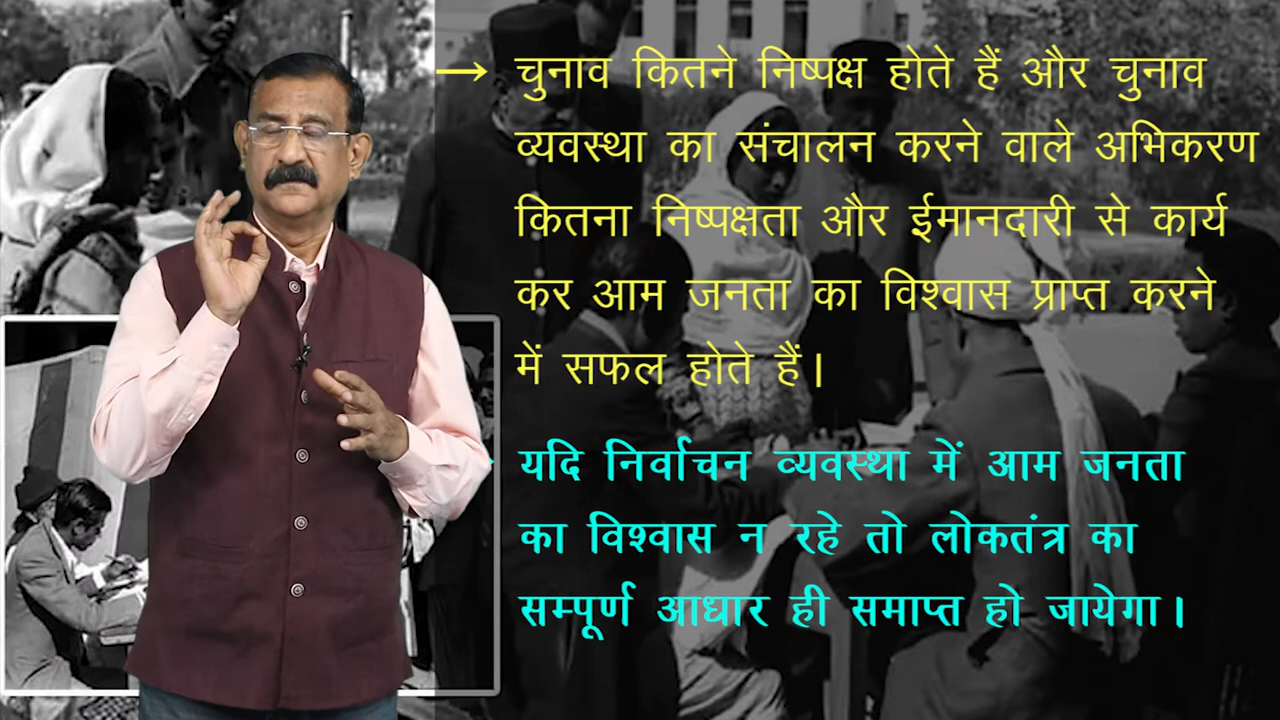 → चुनाव कितने निष्पक्ष होते हैं और चुनाव
व्यवस्था का संचालन करने वाले अभिकरण
कितना निष्पक्षता और ईमानदारी से कार्य
कर आम जनता का विश्वास प्राप्त करने
में सफल होते हैं।
यदि निर्वाचन व्यवस्था में आम जनता
का विश्वास न रहे तो लोकतंत्र का
सम्पूर्ण आधार ही समाप्त हो जायेगा।